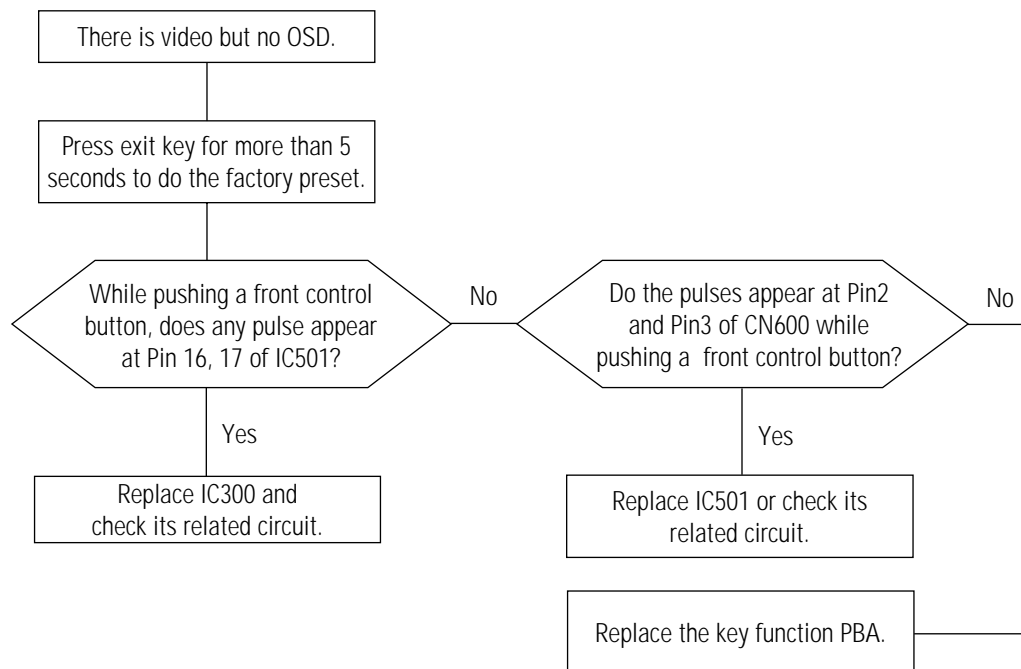 There is video but no OSD.
Press exit key for more than 5
seconds to do the factory preset.
While pushing a front control
button, does any pulse appear
at Pin 16, 17 of IC501?
No
Do the pulses appear at Pin2
and Pin3 of CN600 while
pushing a front control button?
No
Yes
Replace IC300 and
check its related circuit.
Yes
Replace IC501 or check its
related circuit.
Replace the key function PBA.